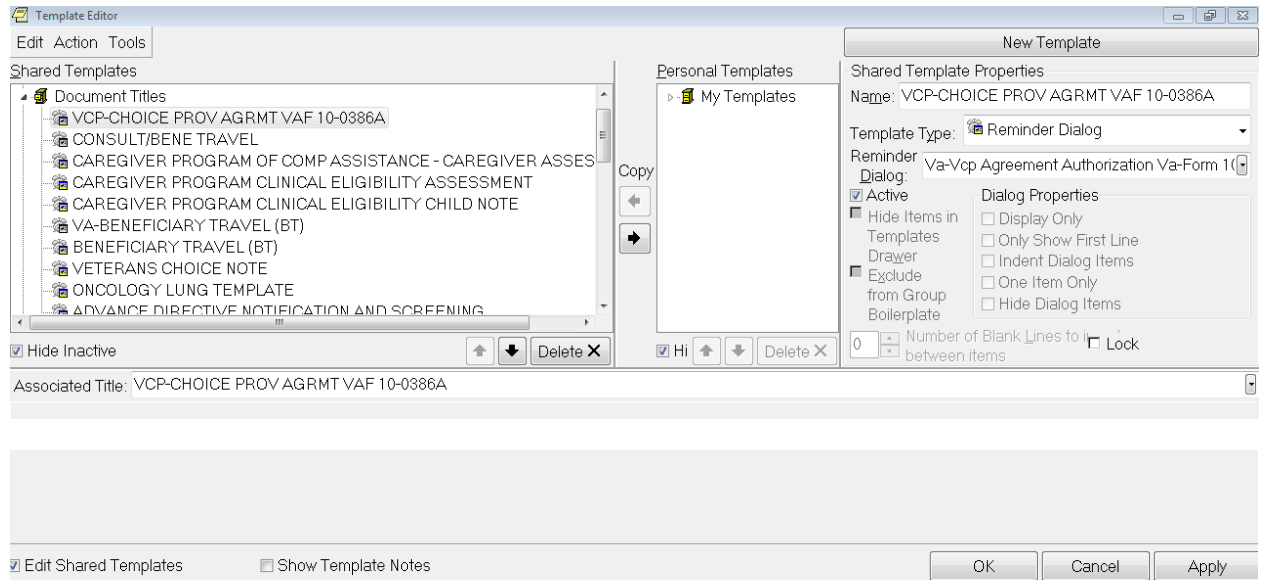 Template Editor
Edit Action Tools
New Template
Shared Templates
Document Titles
VCP-CHOICE PROV AGRMT VAF 10-0386A
CONSULT/BENE TRAVEL
CAREGIVER PROGRAM OF COMP ASSISTANCE - CAREGIVER ASSES
CAREGIVER PROGRAM CLINICAL ELIGIBILITY ASSESSMENT
CAREGIVER PROGRAM CLINICAL ELIGIBILITY CHILD NOTE
VA-BENEFICIARY TRAVEL (BT)
BENEFICIARY TRAVEL (BT)
VETERANS CHOICE NOTE
ONCOLOGY LUNG TEMPLATE
ADVANCE DIRECTIVE NOTIFICATION AND SCREENING
Hide Inactive
Delete X
Copy
Personal Templates
My Templates
Hi
Delete X
Shared Template Properties
Name: VCP-CHOICE PROV AGRMT VAF 10-0386A
Template Type: Reminder Dialog
Reminder Dialog: Va-Vcp Agreement Authorization Va-Form 1(
Active
Hide Items in
Templates
Drawer
Exclude
from Group
Boilerplate
Dialog Properties
Display Only
Only Show First Line
Indent Dialog Items
One Item Only
Hide Dialog Items
0 Number of Blank Lines to
between items
Lock
Associated Title: VCP-CHOICE PROV AGRMT VAF 10-0386A
Edit Shared Templates
Show Template Notes
OK Cancel Apply